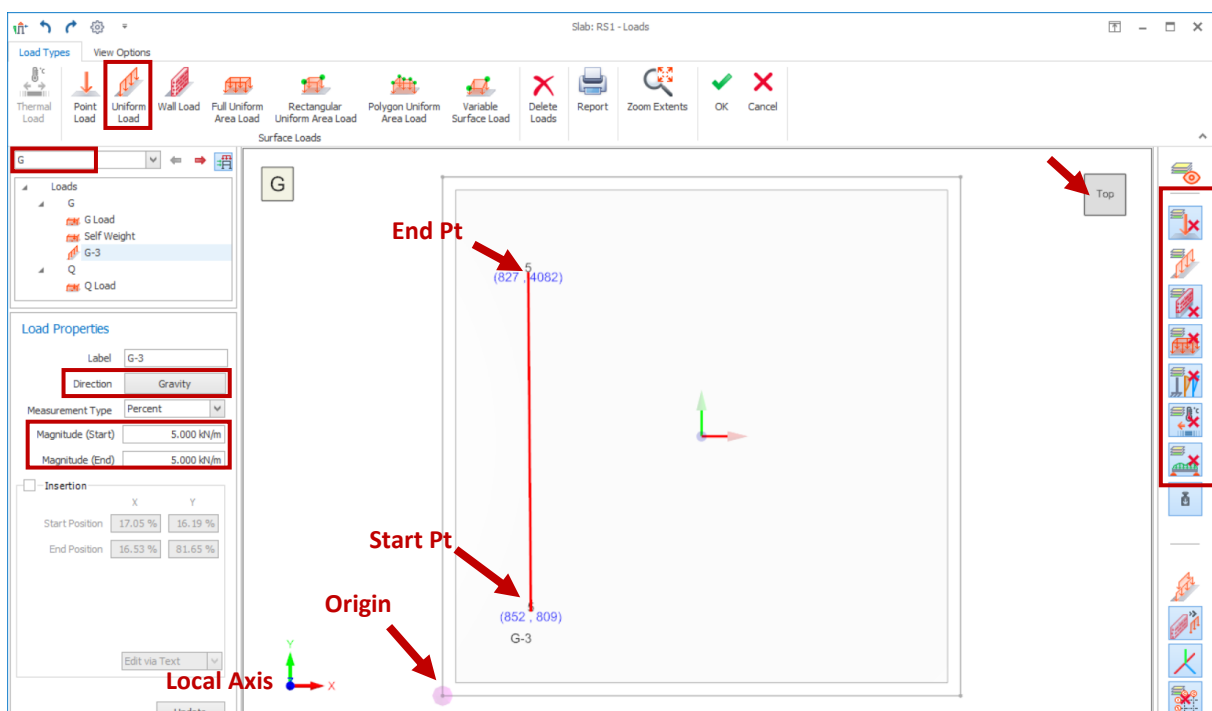 Slab: RS1 - Loads
Load Types View Options
Thermal Load
Point Load
Uniform Load
Wall Load
Full Uniform Area Load
Rectangular Uniform Area Load
Polygon Uniform Area Load
Variable Surface Load
Delete Loads
Report
Zoom Extents
OK
Cancel
Surface Loads
G
Loads
G
G Load
Self Weight
G-3
Q
Q Load
Load Properties
Label G-3
Direction Gravity
Measurement Type Percent
Magnitude (Start) 5.000 kN/m
Magnitude (End) 5.000 kN/m
Insertion
X Y
Start Position 17.05 % 16.19 %
End Position 16.53 % 81.65 %
Edit via Text
G
Top
End Pt
5
(827 , 4082)
Start Pt
5
(852 , 809)
G-3
Origin
Local Axis
Y
X